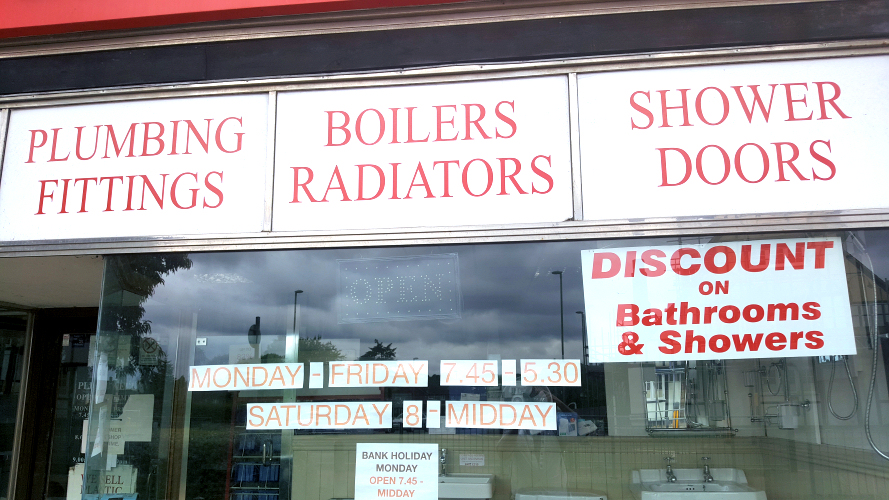 PLUMBING
FITTINGS
BOILERS
RADIATORS
SHOWER
DOORS
OPEN
DISCOUNT
ON
Bathrooms
& Showers
MONDAY - FRIDAY 7.45 - 5.30
SATURDAY 8 - MIDDAY
BANK HOLIDAY
MONDAY
OPEN 7.45 -
MIDDAY